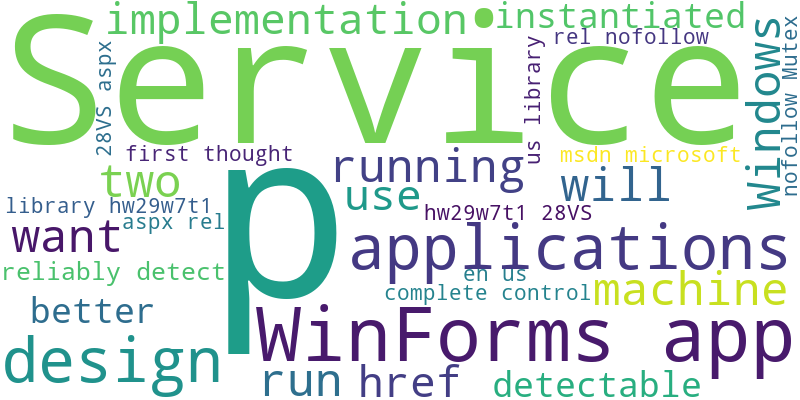 implementation
instantiated
Service
rel nofollow
Windows
nofollow Mutex
28VS aspx
us library
first thought
running
msdn microsoft
two
use
will
library hw29w7t1
aspx rel
hw29w7t1 28VS
want
p
applications
reliably detect
en us
complete control
machine
better
WinForms app
design
run
href
detectable